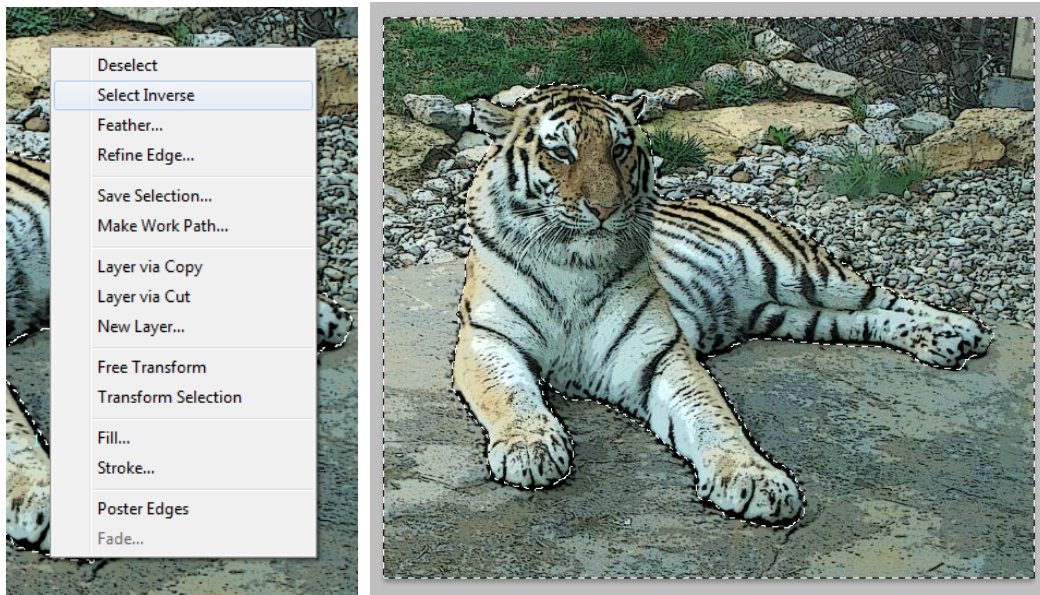 Deselect
Select Inverse
Feather...
Refine Edge...
Save Selection...
Make Work Path...
Layer via Copy
Layer via Cut
New Layer...
Free Transform
Transform Selection
Fill...
Stroke...
Poster Edges
Fade...